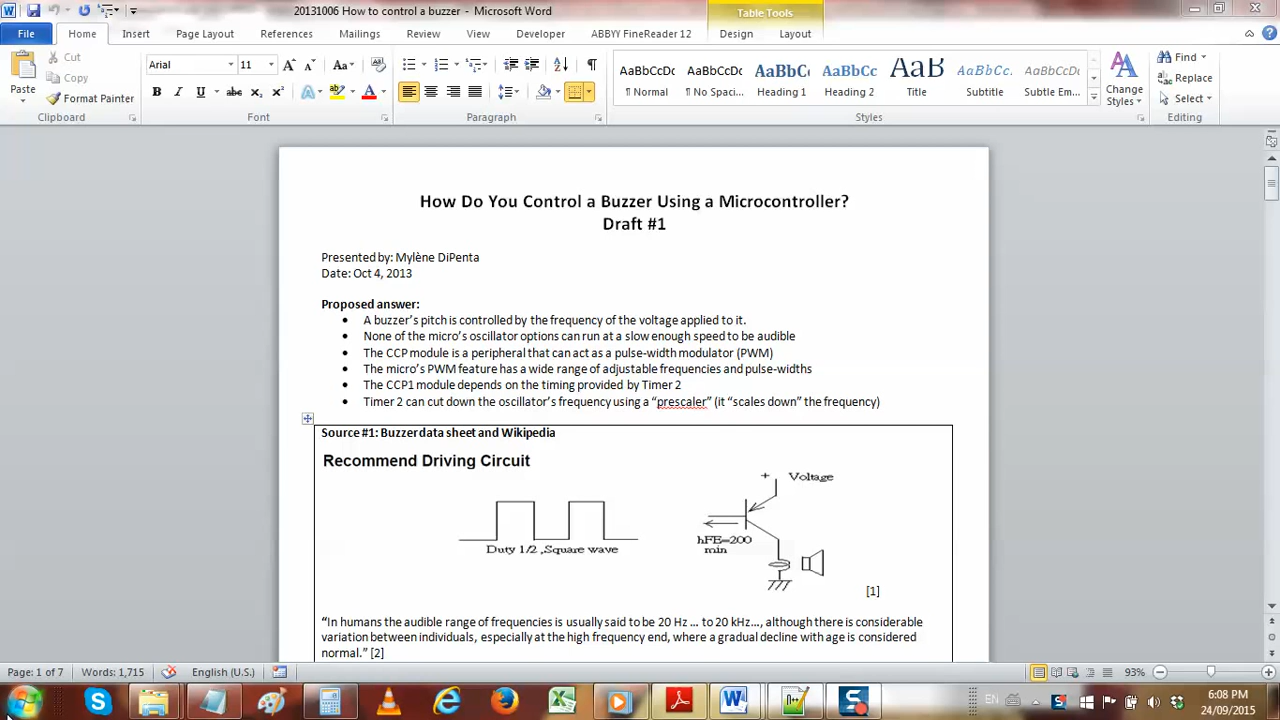 20131006 How to control a buzzer - Microsoft Word
Table Tools
File Home Insert Page Layout References Mailings Review View Developer ABBYY FineReader 12 Design Layout
Paste
Cut
Copy
Format Painter
Clipboard
Arial 11
Font
Paragraph
AaBbCcDc AaBbCcDc AaBbCc AaBbCc AaB AaBbCcL AaBbCcDc
¶ Normal ¶ No Spaci... Heading 1 Heading 2 Title Subtitle Subtle Em...
Change Styles
Styles
Find
Replace
Select
Editing
How Do You Control a Buzzer Using a Microcontroller?
Draft #1
Presented by: Mylène DiPenta
Date: Oct 4, 2013
Proposed answer:
• A buzzer’s pitch is controlled by the frequency of the voltage applied to it.
• None of the micro’s oscillator options can run at a slow enough speed to be audible
• The CCP module is a peripheral that can act as a pulse-width modulator (PWM)
• The micro’s PWM feature has a wide range of adjustable frequencies and pulse-widths
• The CCP1 module depends on the timing provided by Timer 2
• Timer 2 can cut down the oscillator’s frequency using a “prescaler” (it “scales down” the frequency)
Source #1: Buzzer data sheet and Wikipedia
Recommend Driving Circuit
+ Voltage
hFE=200
min
Duty 1/2 ,Square wave
[1]
“In humans the audible range of frequencies is usually said to be 20 Hz ... to 20 kHz..., although there is considerable
variation between individuals, especially at the high frequency end, where a gradual decline with age is considered
normal.” [2]
Page: 1 of 7 Words: 1,715 English (U.S.) 93%
EN 6:08 PM
24/09/2015